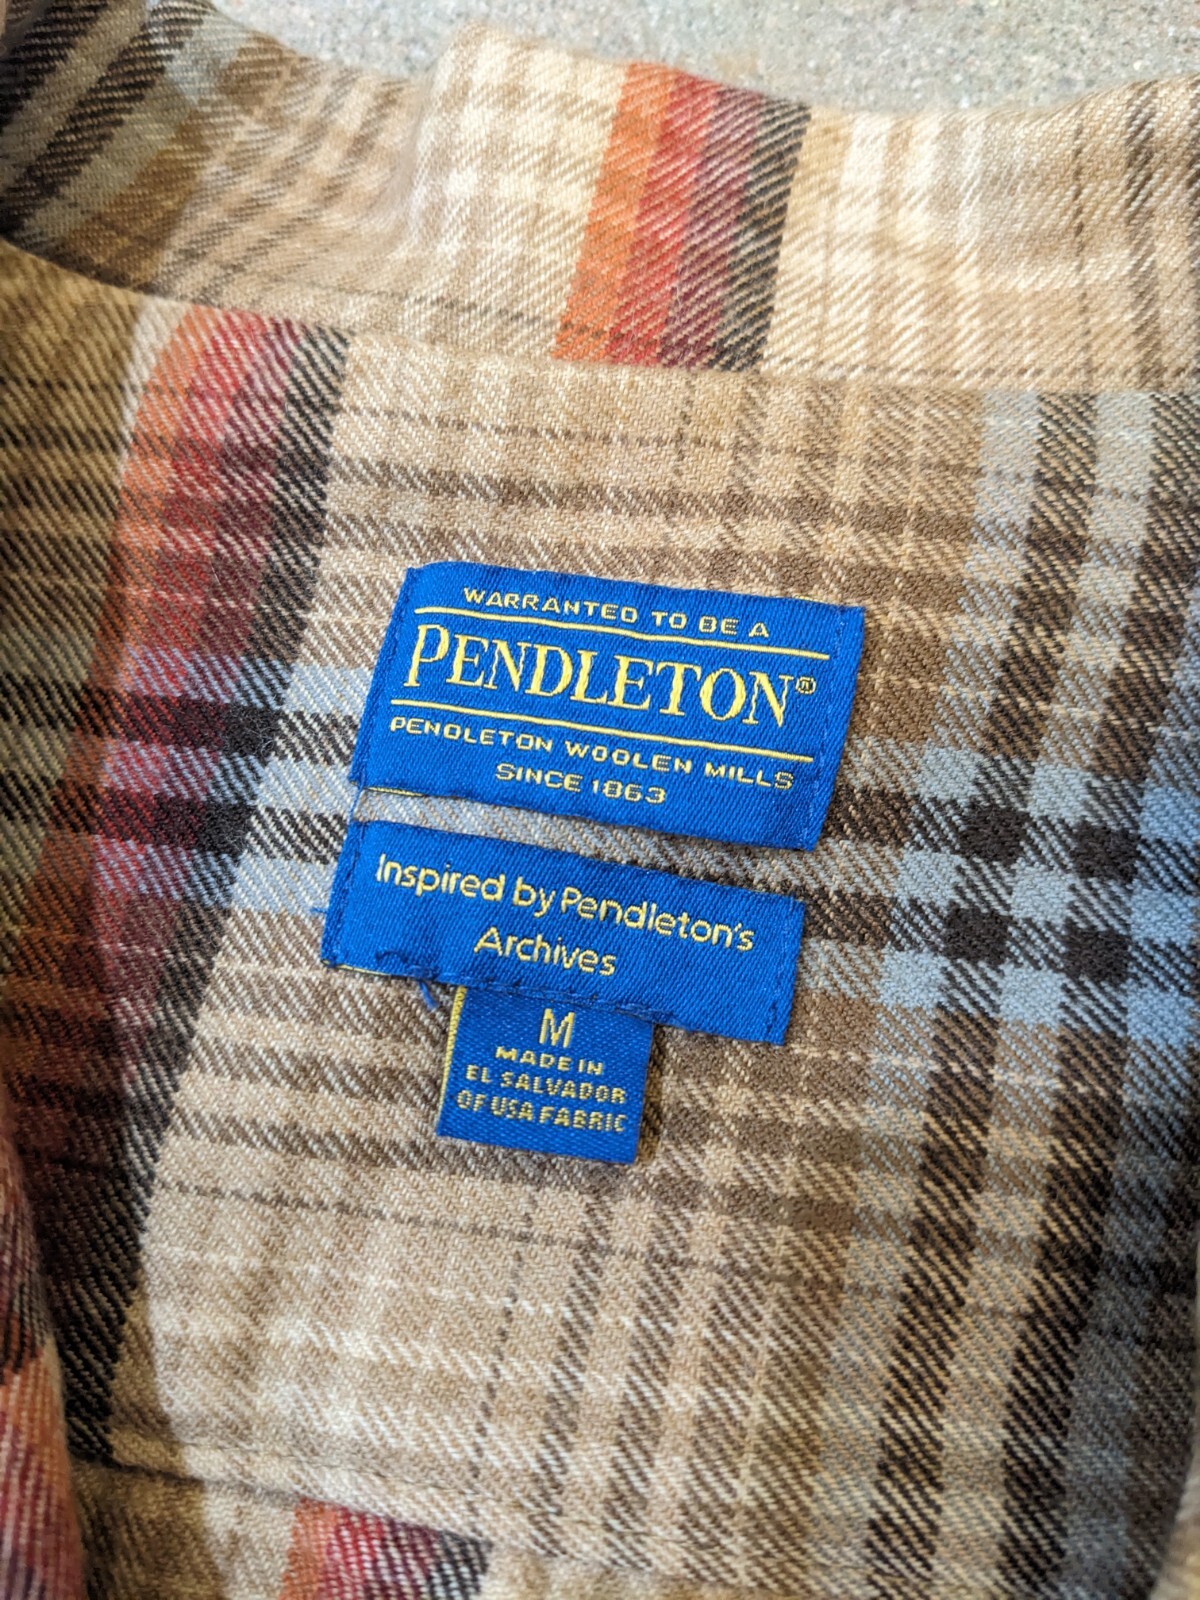 WARRANTED TO BE A
PENDLETON®
PENDLETON WOOLEN MILLS
SINCE 1863
Inspired by Pendleton's
Archives
M
MADE IN
EL SALVADOR
OF USA FABRIC